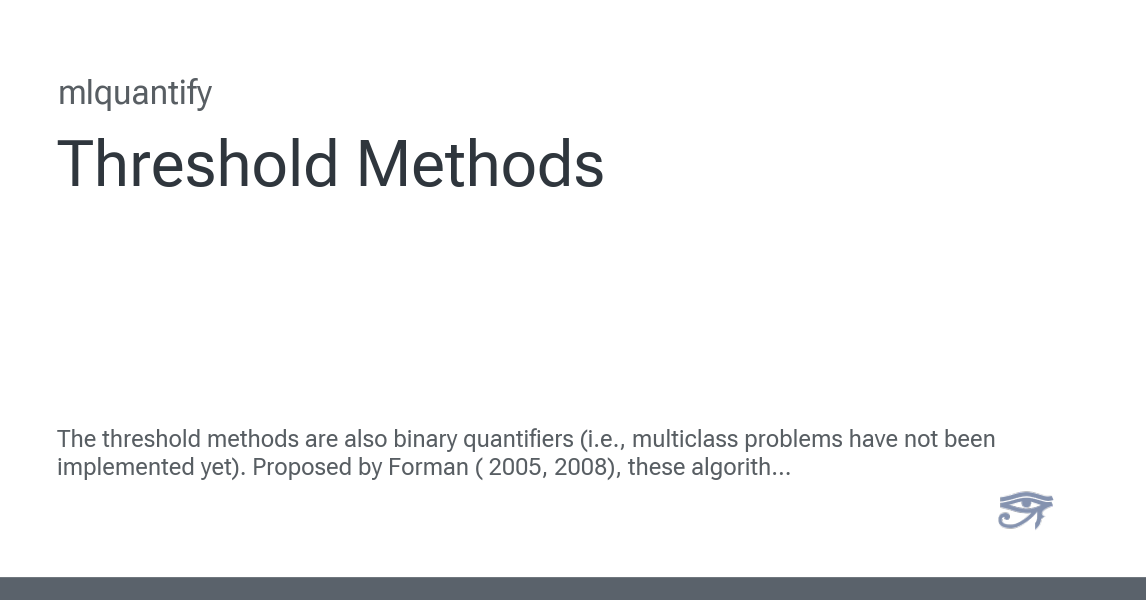 mlquantify
Threshold Methods
The threshold methods are also binary quantifiers (i.e., multiclass problems have not been
implemented yet). Proposed by Forman ( 2005, 2008), these algorith...